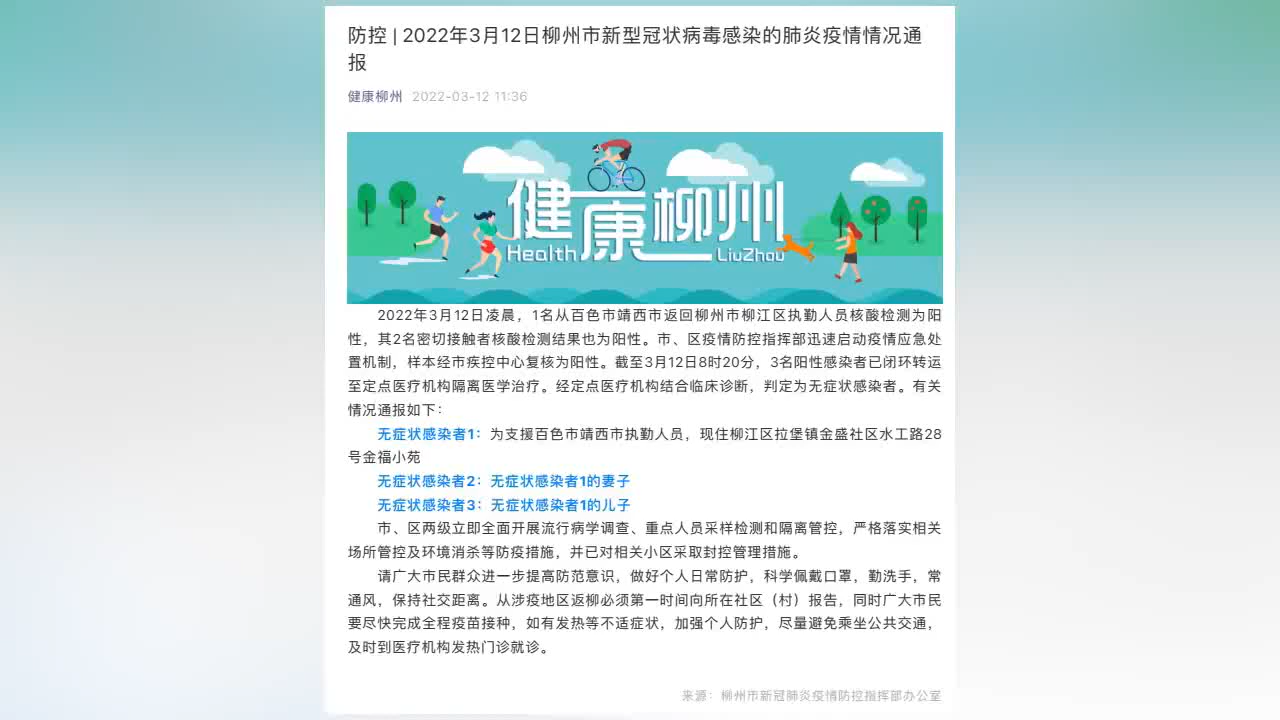 防控 | 2022年3月12日柳州市新型冠状病毒感染的肺炎疫情情况通
报
健康柳州 2022-03-12 11:36
健康柳州
Health LiuZhou
2022年3月12日凌晨，1名从百色市靖西市返回柳州市柳江区执勤人员核酸检测为阳
性，其2名密切接触者核酸检测结果也为阳性。市、区疫情防控指挥部迅速启动疫情应急处
置机制，样本经市疾控中心复核为阳性。截至3月12日8时20分，3名阳性感染者已闭环转运
至定点医疗机构隔离医学治疗。经定点医疗机构结合临床诊断，判定为无症状感染者。有关
情况通报如下：
无症状感染者1：为支援百色市靖西市执勤人员，现住柳江区拉堡镇金盛社区水工路28
号金福小苑
无症状感染者2：无症状感染者1的妻子
无症状感染者3：无症状感染者1的儿子
市、区两级立即全面开展流行病学调查、重点人员采样检测和隔离管控，严格落实相关
场所管控及环境消杀等防疫措施，并已对相关小区采取封控管理措施。
请广大市民群众进一步提高防范意识，做好个人日常防护，科学佩戴口罩，勤洗手，常
通风，保持社交距离。从涉疫地区返柳必须第一时间向所在社区（村）报告，同时广大市民
要尽快完成全程疫苗接种，如有发热等不适症状，加强个人防护，尽量避免乘坐公共交通，
及时到医疗机构发热门诊就诊。
来源：柳州市新冠肺炎疫情防控指挥部办公室